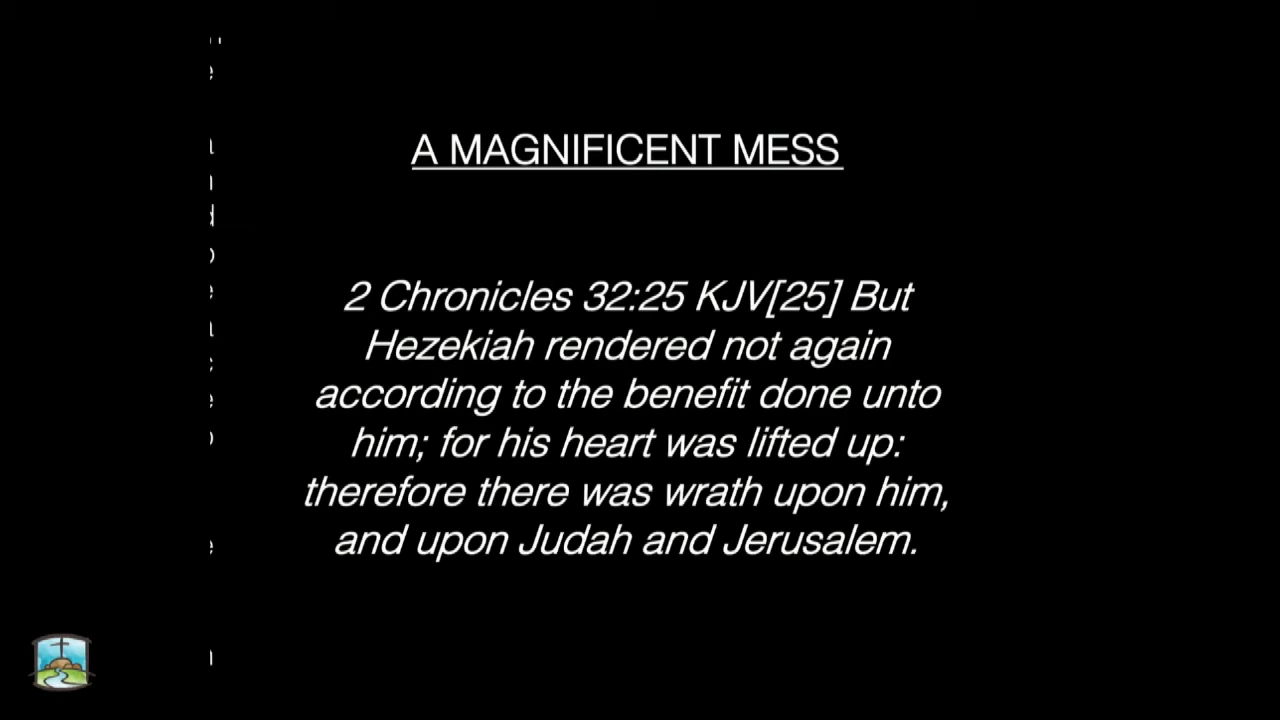 A MAGNIFICENT MESS
2 Chronicles 32:25 KJV[25] But
Hezekiah rendered not again
according to the benefit done unto
him; for his heart was lifted up:
therefore there was wrath upon him,
and upon Judah and Jerusalem.